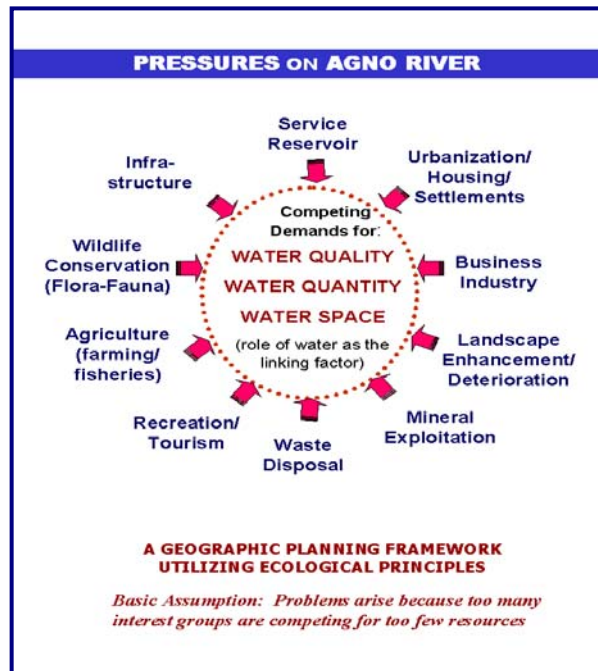 PRESSURES ON AGNO RIVER
Service
Reservoir
Urbanization/
Housing/
Settlements
Infra-
structure
Competing
Demands for:
WATER QUALITY
WATER QUANTITY
WATER SPACE
(role of water as the
linking factor)
Wildlife
Conservation
(Flora-Fauna)
Business
Industry
Agriculture
(farming/
fisheries)
Landscape
Enhancement/
Deterioration
Recreation/
Tourism
Waste
Disposal
Mineral
Exploitation
A GEOGRAPHIC PLANNING FRAMEWORK
UTILIZING ECOLOGICAL PRINCIPLES
Basic Assumption: Problems arise because too many
interest groups are competing for too few resources